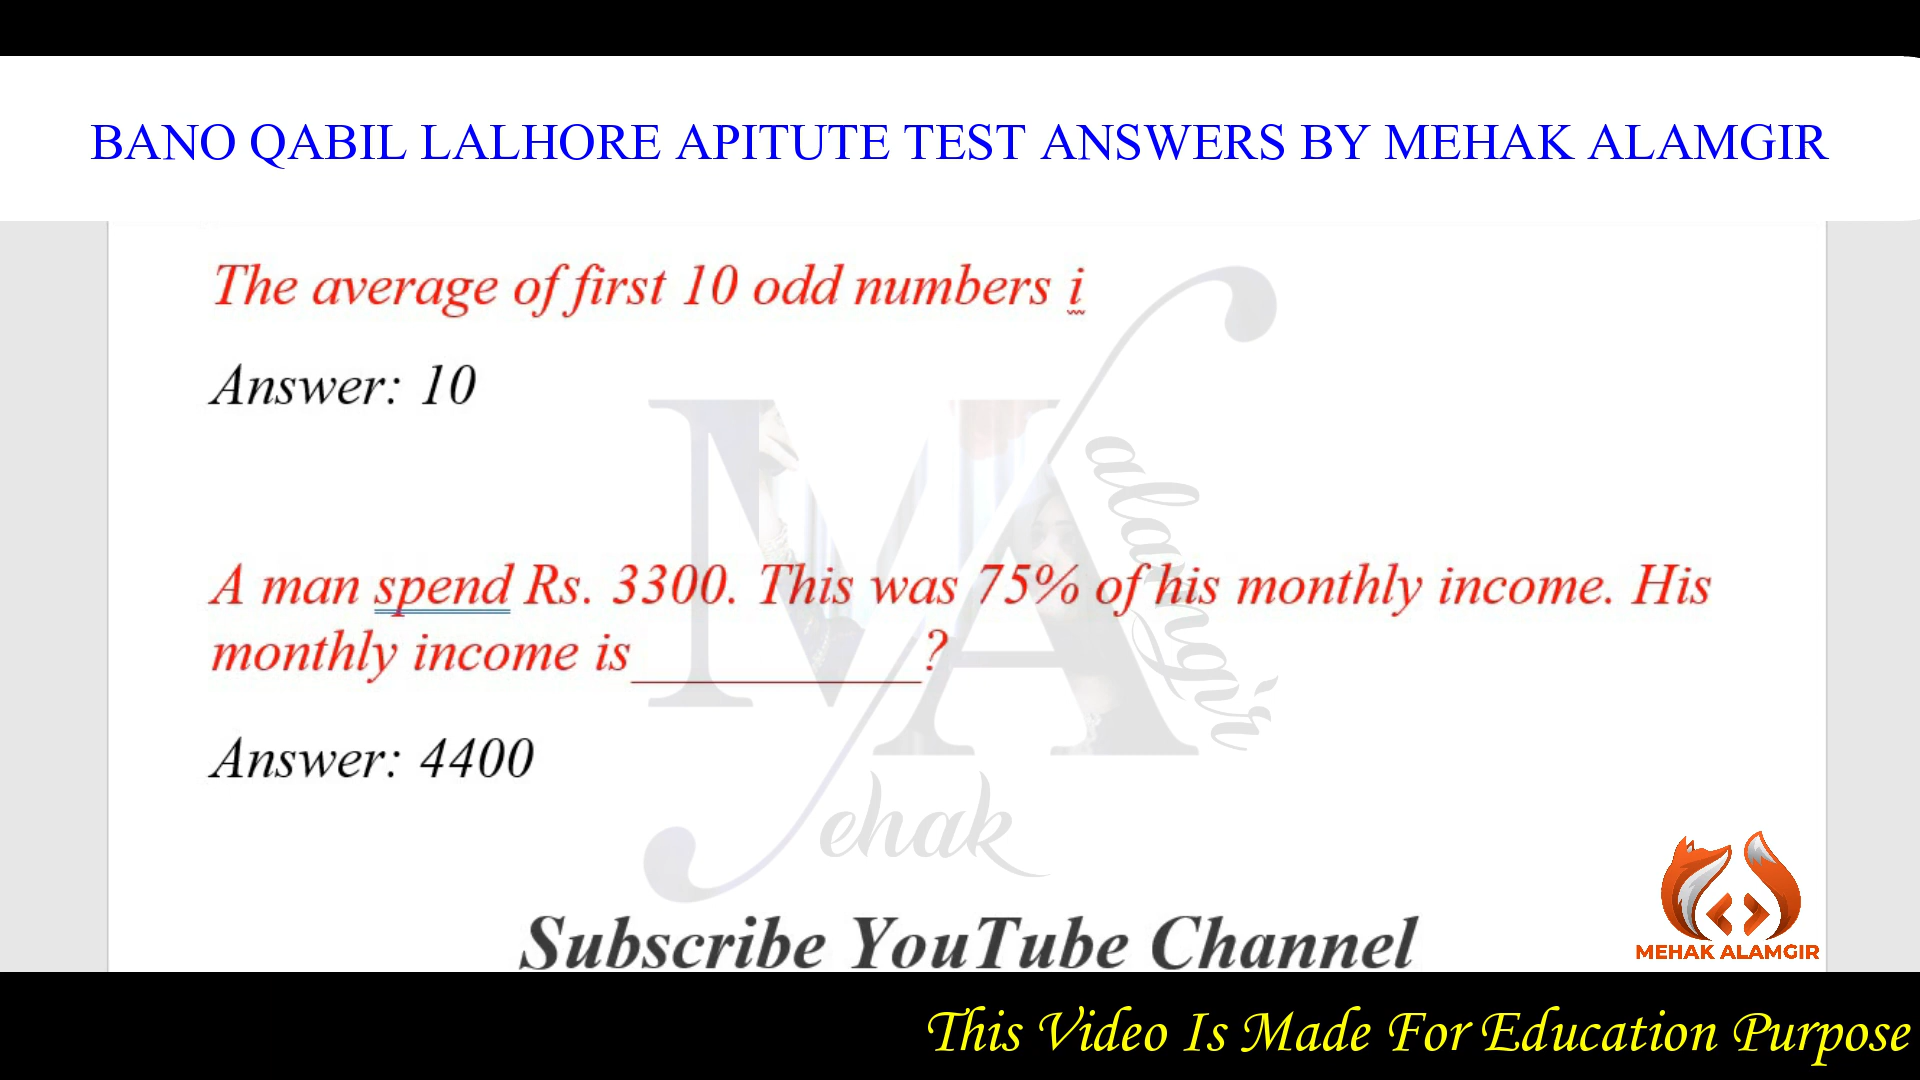 BANO QABIL LALHORE APITUTE TEST ANSWERS BY MEHAK ALAMGIR
The average of first 10 odd numbers i
Answer: 10
A man spend Rs. 3300. This was 75% of his monthly income. His
monthly income is__________?
Answer: 4400
MA
alamgir
ehak
Subscribe YouTube Channel
MEHAK ALAMGIR
This Video Is Made For Education Purpose